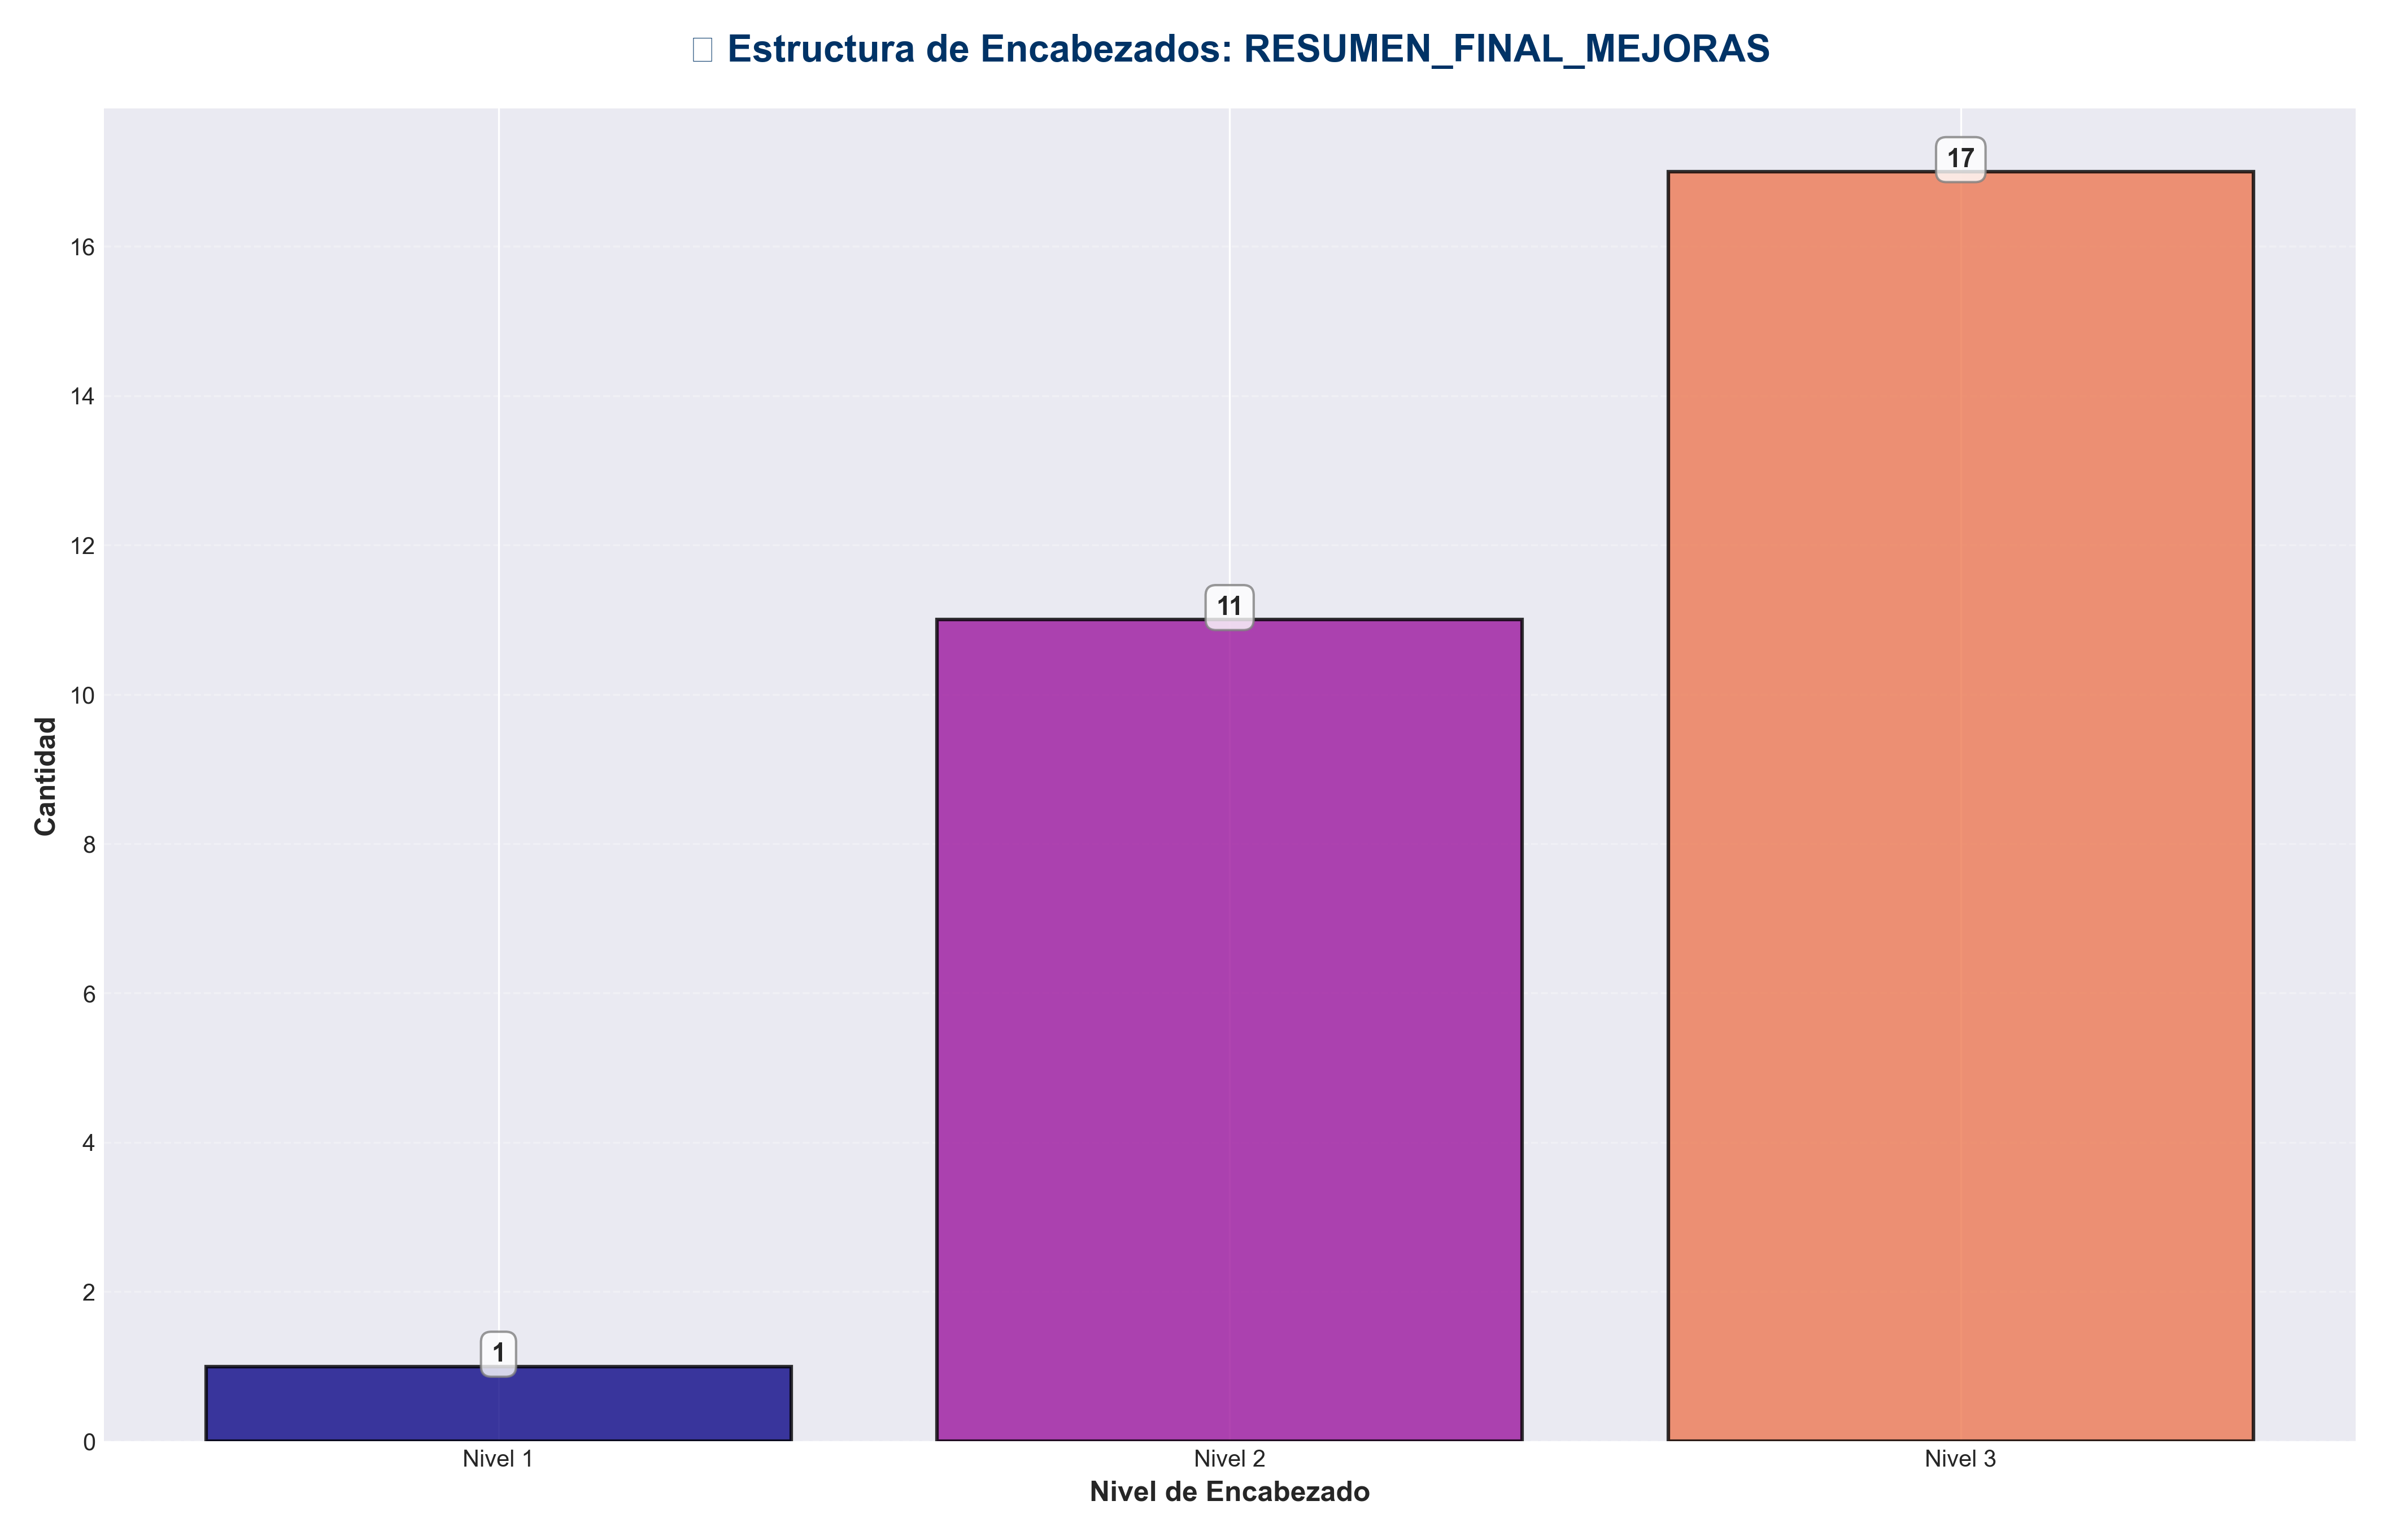 Estructura de Encabezados: RESUMEN_FINAL_MEJORAS
17
16
14
12
11
10
8
6
4
2
1
0
Cantidad
Nivel 1
Nivel 2
Nivel 3
Nivel de Encabezado